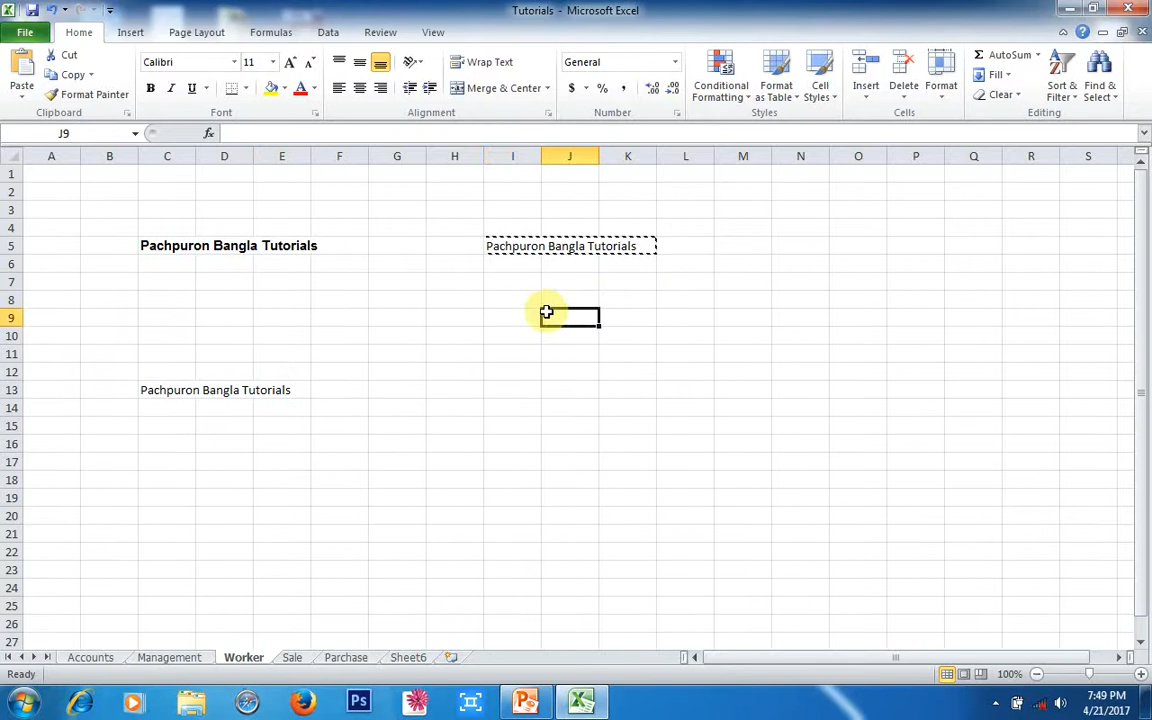 Tutorials - Microsoft Excel
File Home Insert Page Layout Formulas Data Review View
Paste
Cut
Copy
Format Painter
Clipboard
Calibri 11
B I U
Font
Wrap Text
Merge & Center
Alignment
General
$ % ,
Number
Conditional Formatting
Format as Table
Cell Styles
Styles
Insert
Delete
Format
Cells
AutoSum
Fill
Clear
Sort & Filter
Find & Select
Editing
J9
fx
A B C D E F G H I J K L M N O P Q R S
1
2
3
4
5 Pachpuron Bangla Tutorials Pachpuron Bangla Tutorials
6
7
8
9
10
11
12
13 Pachpuron Bangla Tutorials
14
15
16
17
18
19
20
21
22
23
24
25
26
27
Accounts Management Worker Sale Parchase Sheet6
Ready 100%
Ps
7:49 PM
4/21/2017